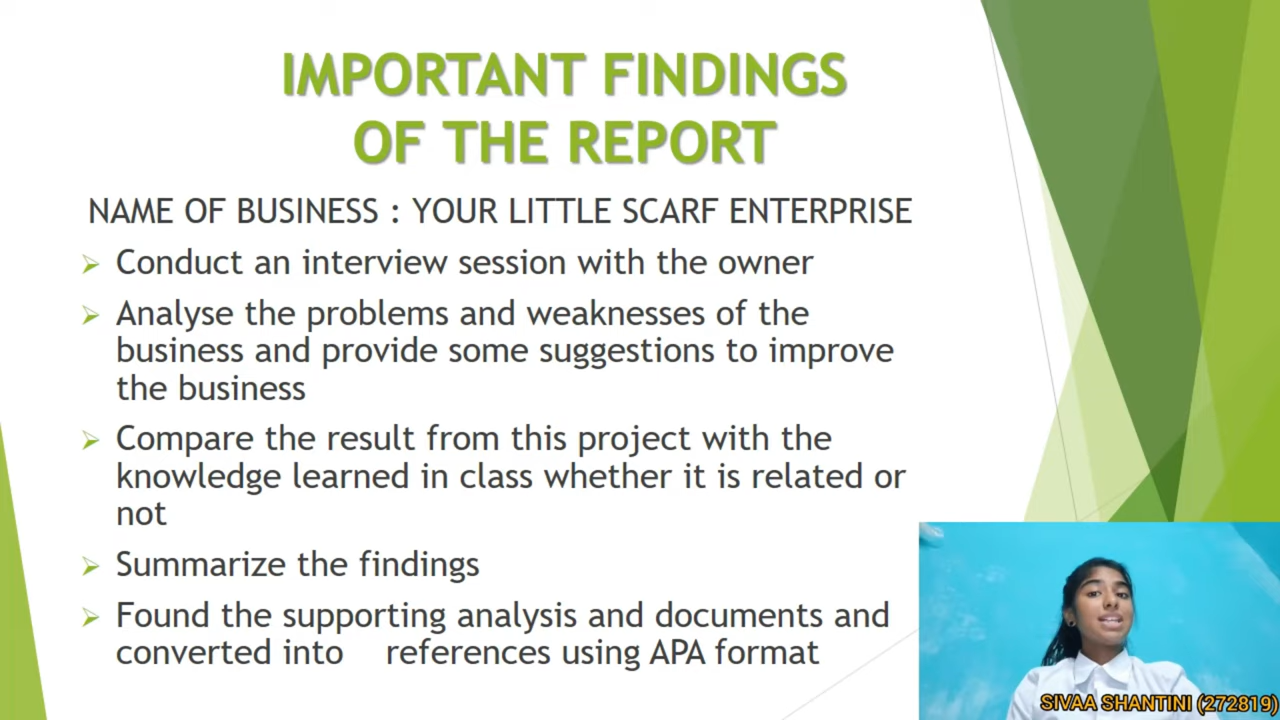 IMPORTANT FINDINGS
OF THE REPORT
NAME OF BUSINESS : YOUR LITTLE SCARF ENTERPRISE
Conduct an interview session with the owner
Analyse the problems and weaknesses of the
business and provide some suggestions to improve
the business
Compare the result from this project with the
knowledge learned in class whether it is related or
not
Summarize the findings
Found the supporting analysis and documents and
converted into references using APA format
SIVAA SHANTINI (272819)